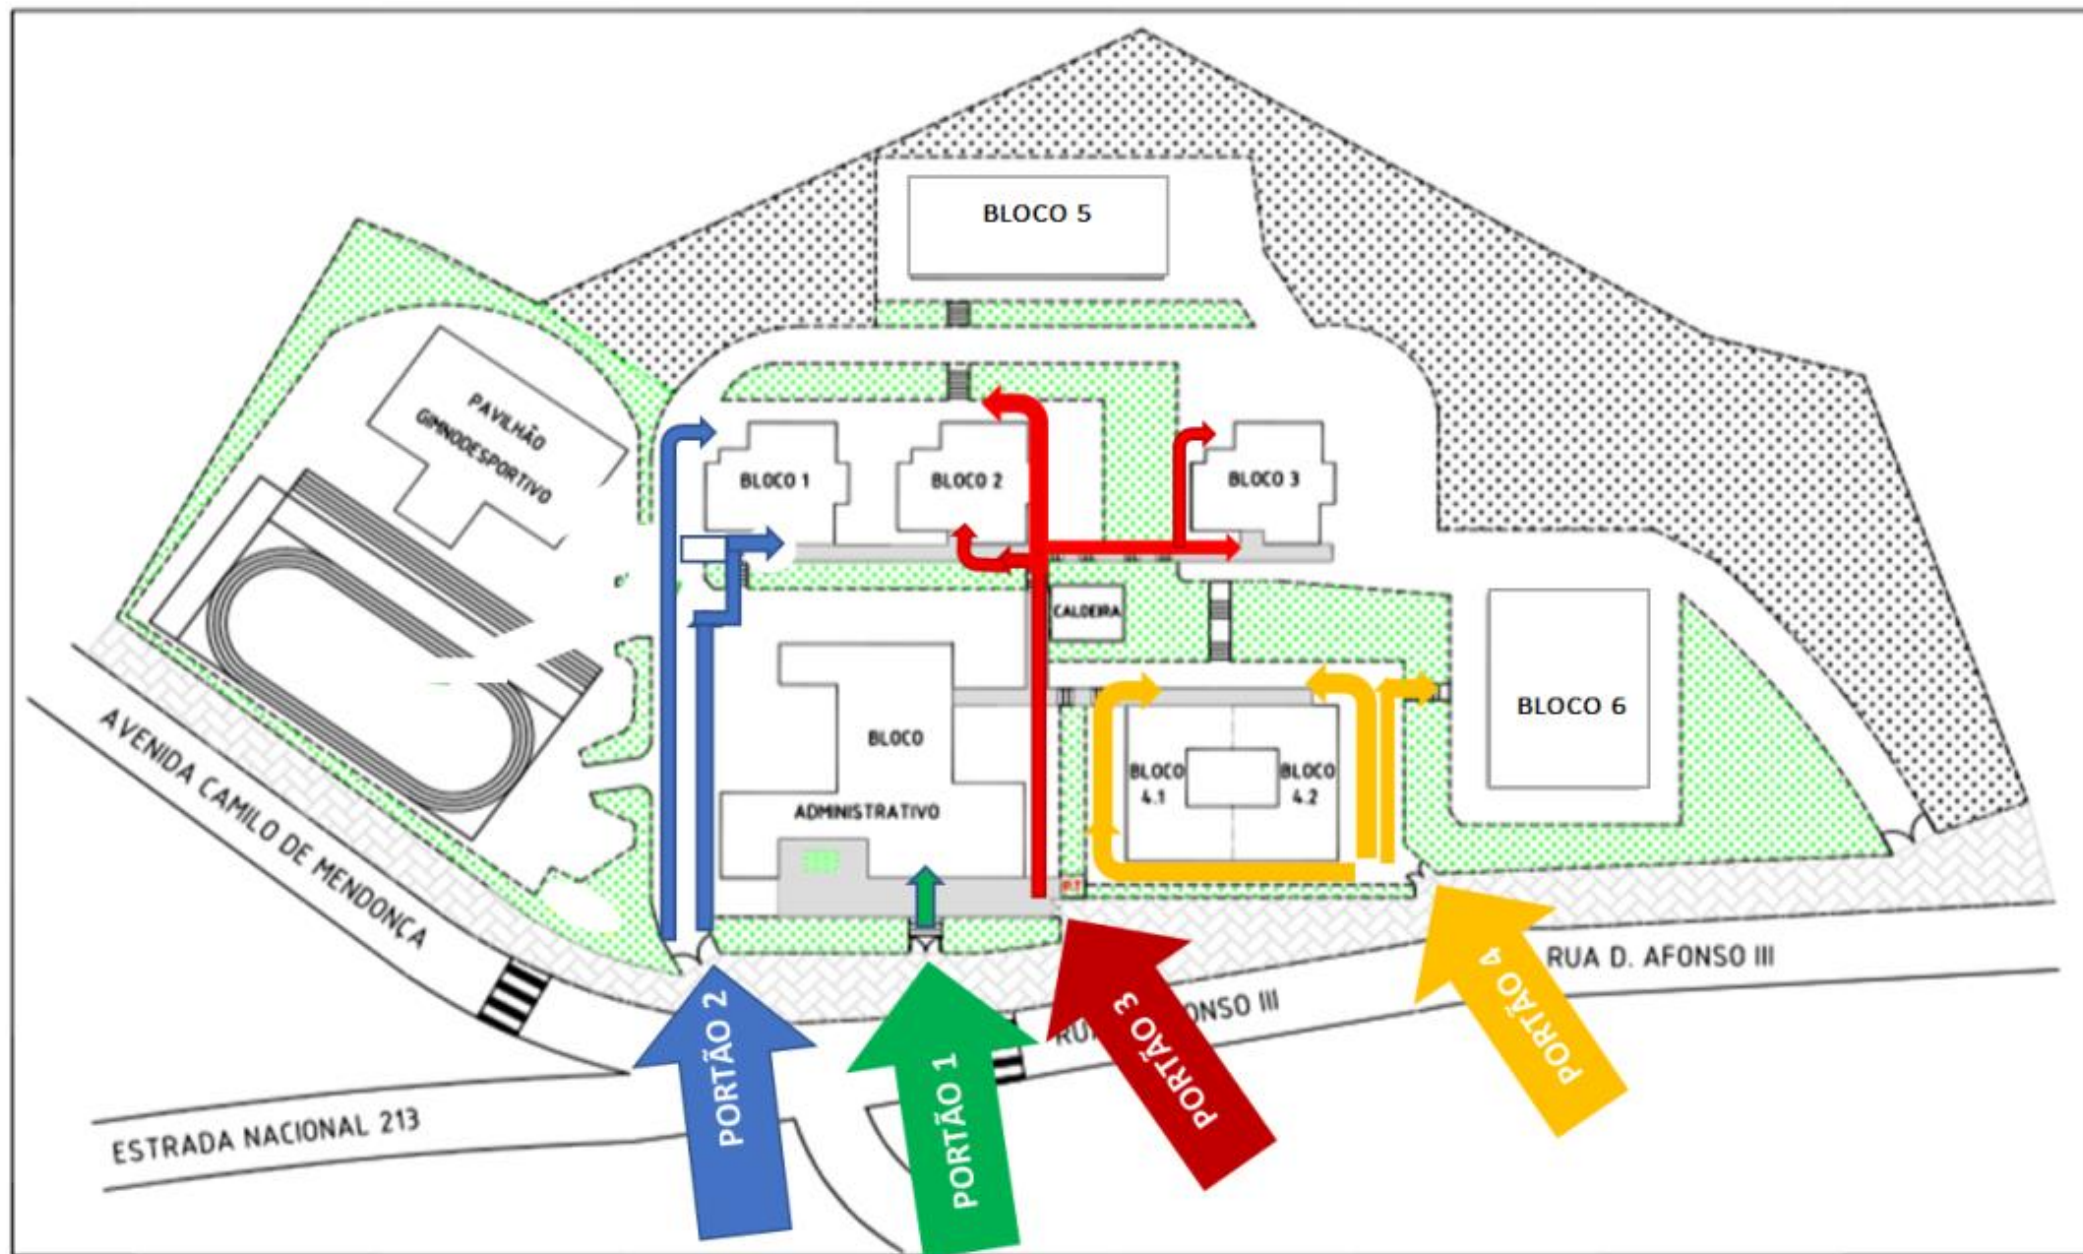 BLOCO 5
PAVILHÃO
GIMNODESPORTIVO
BLOCO 1
BLOCO 2
BLOCO 3
CALDEIRA
BLOCO 6
BLOCO
ADMINISTRATIVO
BLOCO
4.1
BLOCO
4.2
P.T
AVENIDA CAMILO DE MENDONÇA
RUA D. AFONSO III
ONSO III
PORTÃO 2
PORTÃO 1
PORTÃO 3
PORTÃO 4
ESTRADA NACIONAL 213